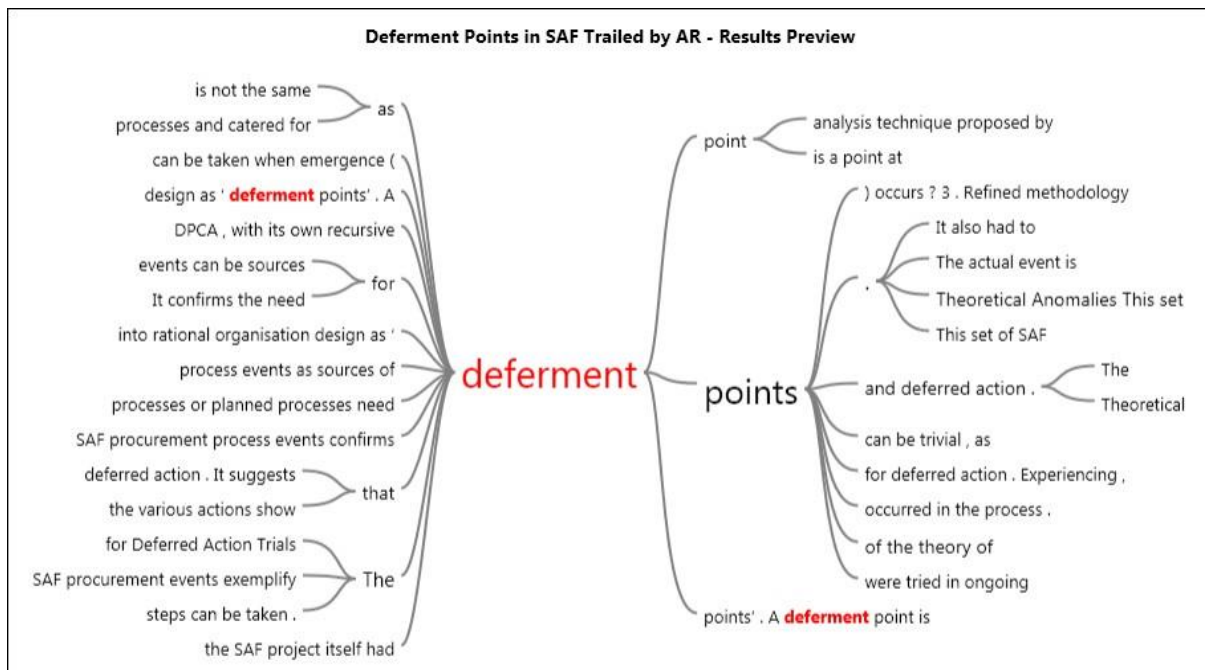 Deferment Points in SAF Trailed by AR - Results Preview
is not the same
processes and catered for
as
can be taken when emergence (
design as ' deferment points' . A
DPCA , with its own recursive
events can be sources
It confirms the need
for
into rational organisation design as '
process events as sources of
processes or planned processes need
SAF procurement process events confirms
deferred action . It suggests
the various actions show
that
for Deferred Action Trials
SAF procurement events exemplify
steps can be taken .
The
the SAF project itself had
deferment
point
analysis technique proposed by
is a point at
points
) occurs ? 3 . Refined methodology
.
It also had to
The actual event is
Theoretical Anomalies This set
This set of SAF
and deferred action .
The
Theoretical
can be trivial , as
for deferred action . Experiencing ,
occurred in the process .
of the theory of
were tried in ongoing
points' . A deferment point is